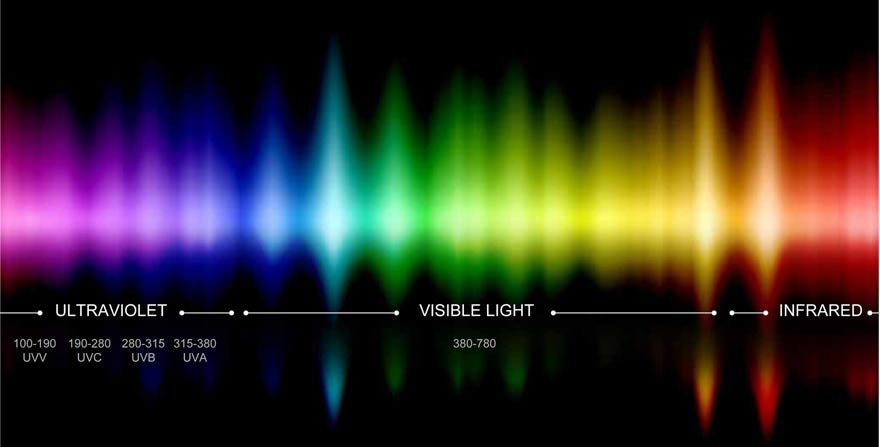 ULTRAVIOLET VISIBLE LIGHT INFRARED
100-190 190-280 280-315 315-380 380-780
UVV UVC UVB UVA